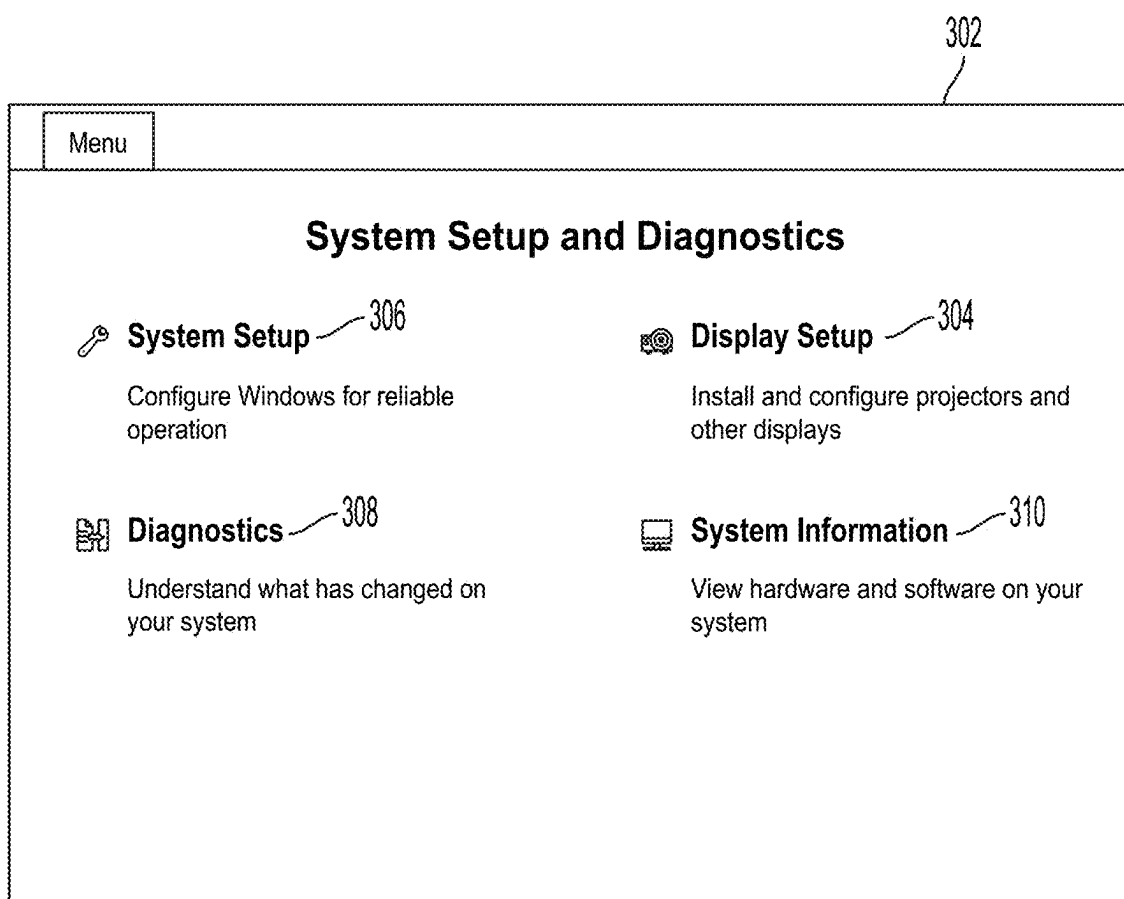 302
Menu
System Setup and Diagnostics
System Setup 306
Configure Windows for reliable
operation
Display Setup 304
Install and configure projectors and
other displays
Diagnostics 308
Understand what has changed on
your system
System Information 310
View hardware and software on your
system